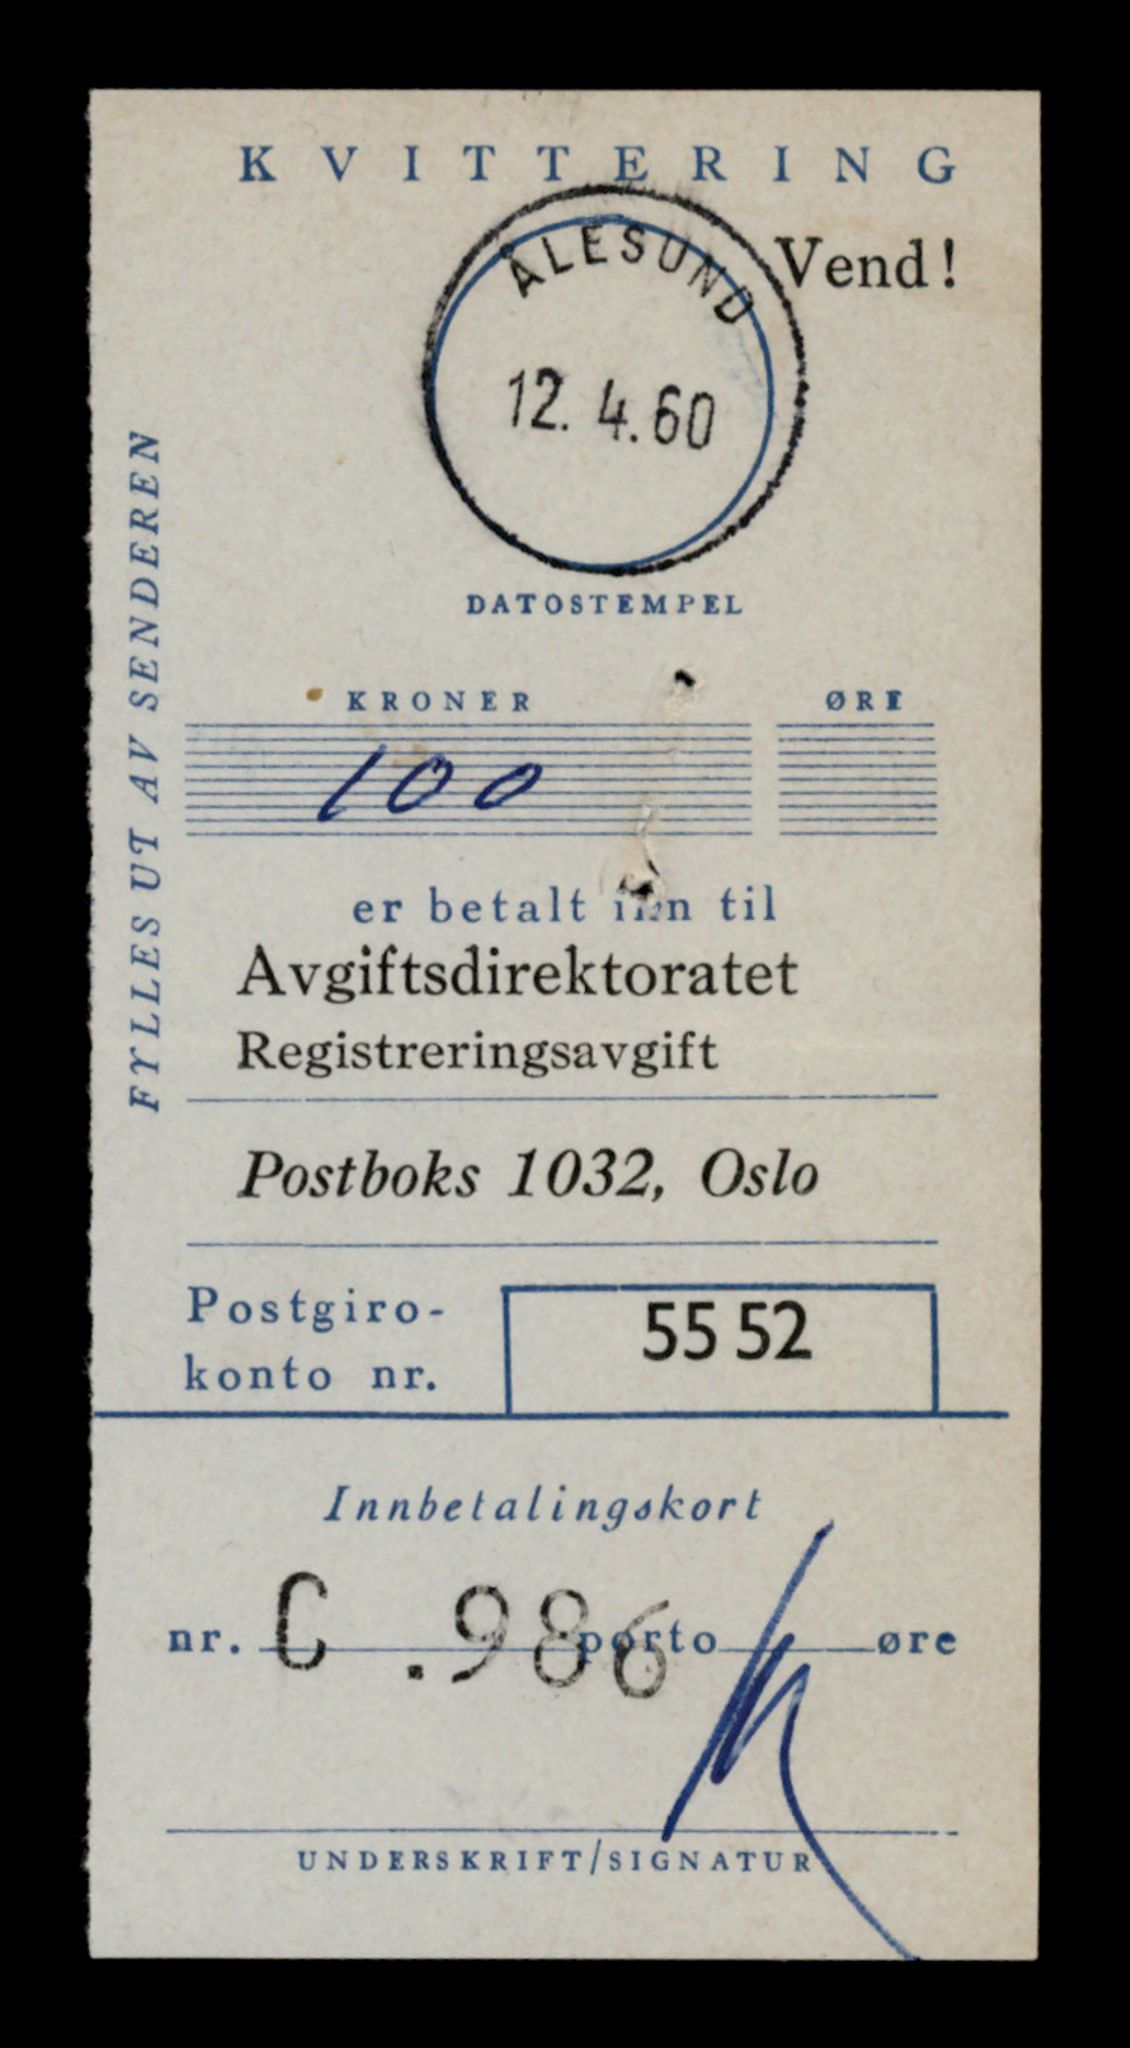 KVITTERING
Vend!
ÅLESUND
12. 4. 60
DATOSTEMPEL
FYLLES UT AV SENDEREN
KRONER ØRE
100
er betalt inn til
Avgiftsdirektoratet
Registreringsavgift
Postboks 1032, Oslo
Postgiro-
konto nr.
55 52
Innbetalingskort
nr. C .986 porto øre
UNDERSKRIFT/SIGNATUR